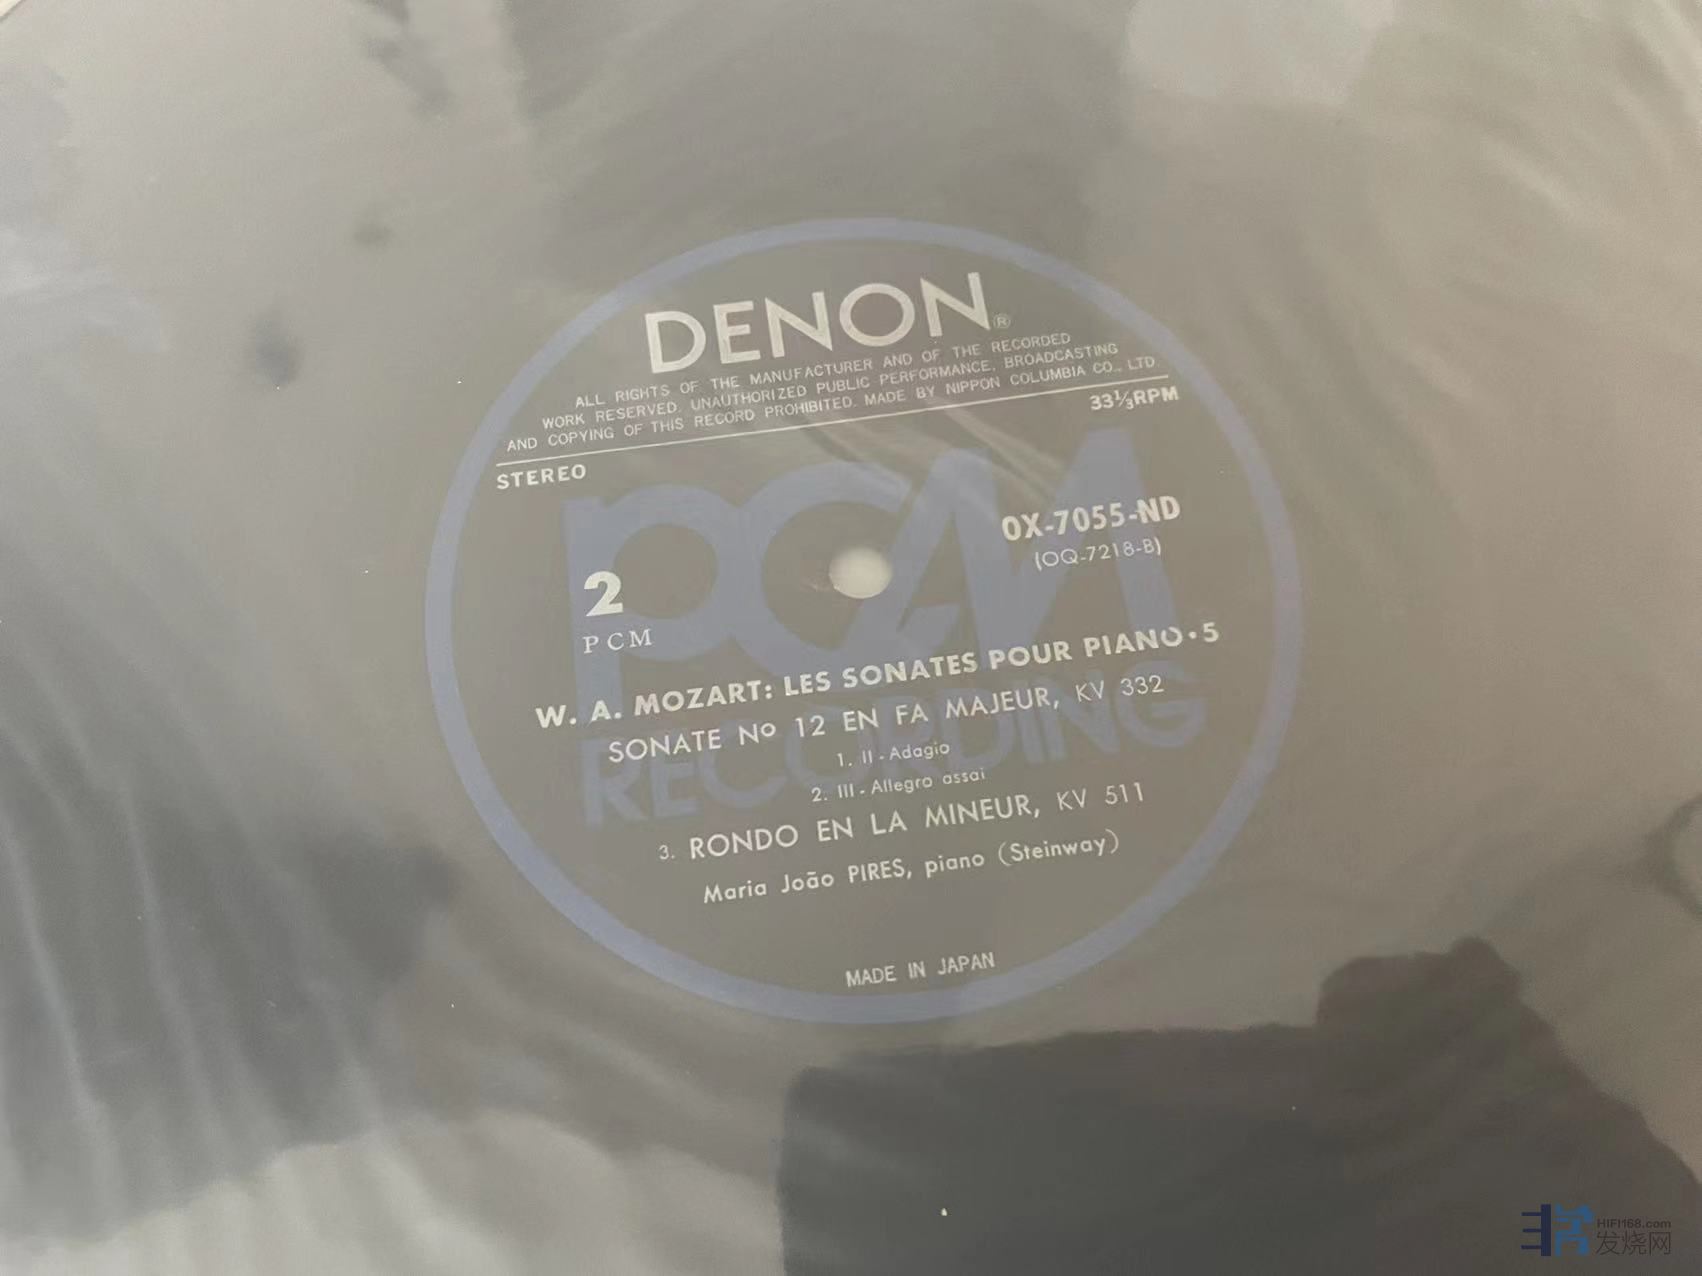 DENON®
ALL RIGHTS OF THE MANUFACTURER AND OF THE RECORDED
WORK RESERVED. UNAUTHORIZED PUBLIC PERFORMANCE, BROADCASTING
AND COPYING OF THIS RECORD PROHIBITED. MADE BY NIPPON COLUMBIA CO., LTD.
33⅓RPM
STEREO
PCM
RECORDING
OX-7055-ND
(OQ-7218-B)
2
PCM
W. A. MOZART: LES SONATES POUR PIANO•5
SONATE No 12 EN FA MAJEUR, KV 332
1. II - Adagio
2. III - Allegro assai
3. RONDO EN LA MINEUR, KV 511
Maria João PIRES, piano (Steinway)
MADE IN JAPAN
HIFI168.com
发烧网